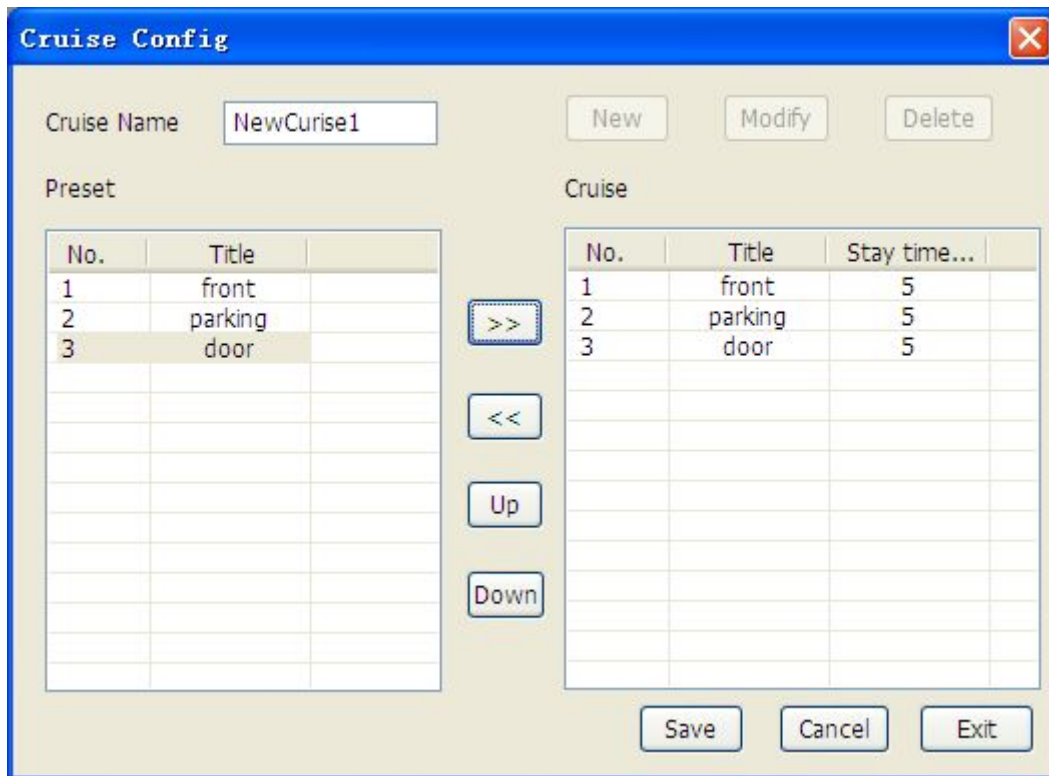 Cruise Config
Cruise Name NewCurise1 New Modify Delete
Preset Cruise
No. Title No. Title Stay time...
1 front 1 front 5
2 parking 2 parking 5
3 door 3 door 5
>>
<<
Up
Down
Save Cancel Exit